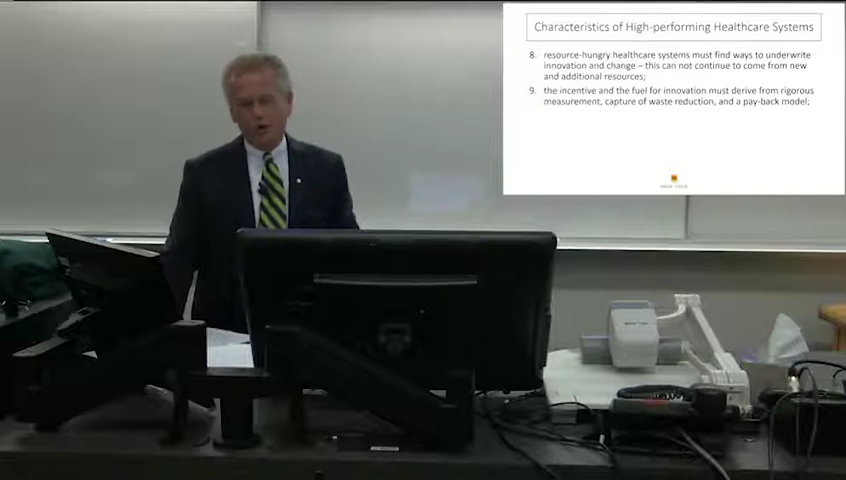 Characteristics of High-performing Healthcare Systems
8. resource-hungry healthcare systems must find ways to underwrite
innovation and change – this can not continue to come from new
and additional resources;
9. the incentive and the fuel for innovation must derive from rigorous
measurement, capture of waste reduction, and a pay-back model;